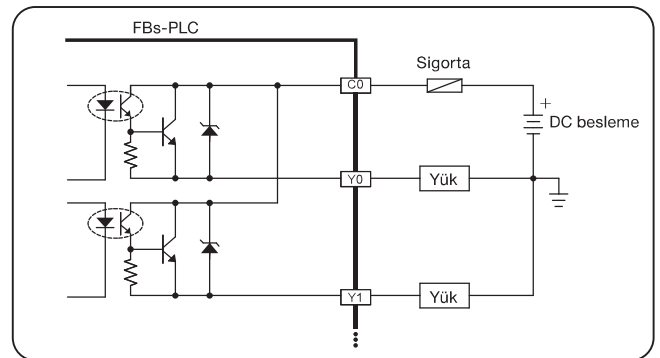 FBs-PLC
Sigorta
C0
+
DC besleme
Y0
Yük
Y1
Yük